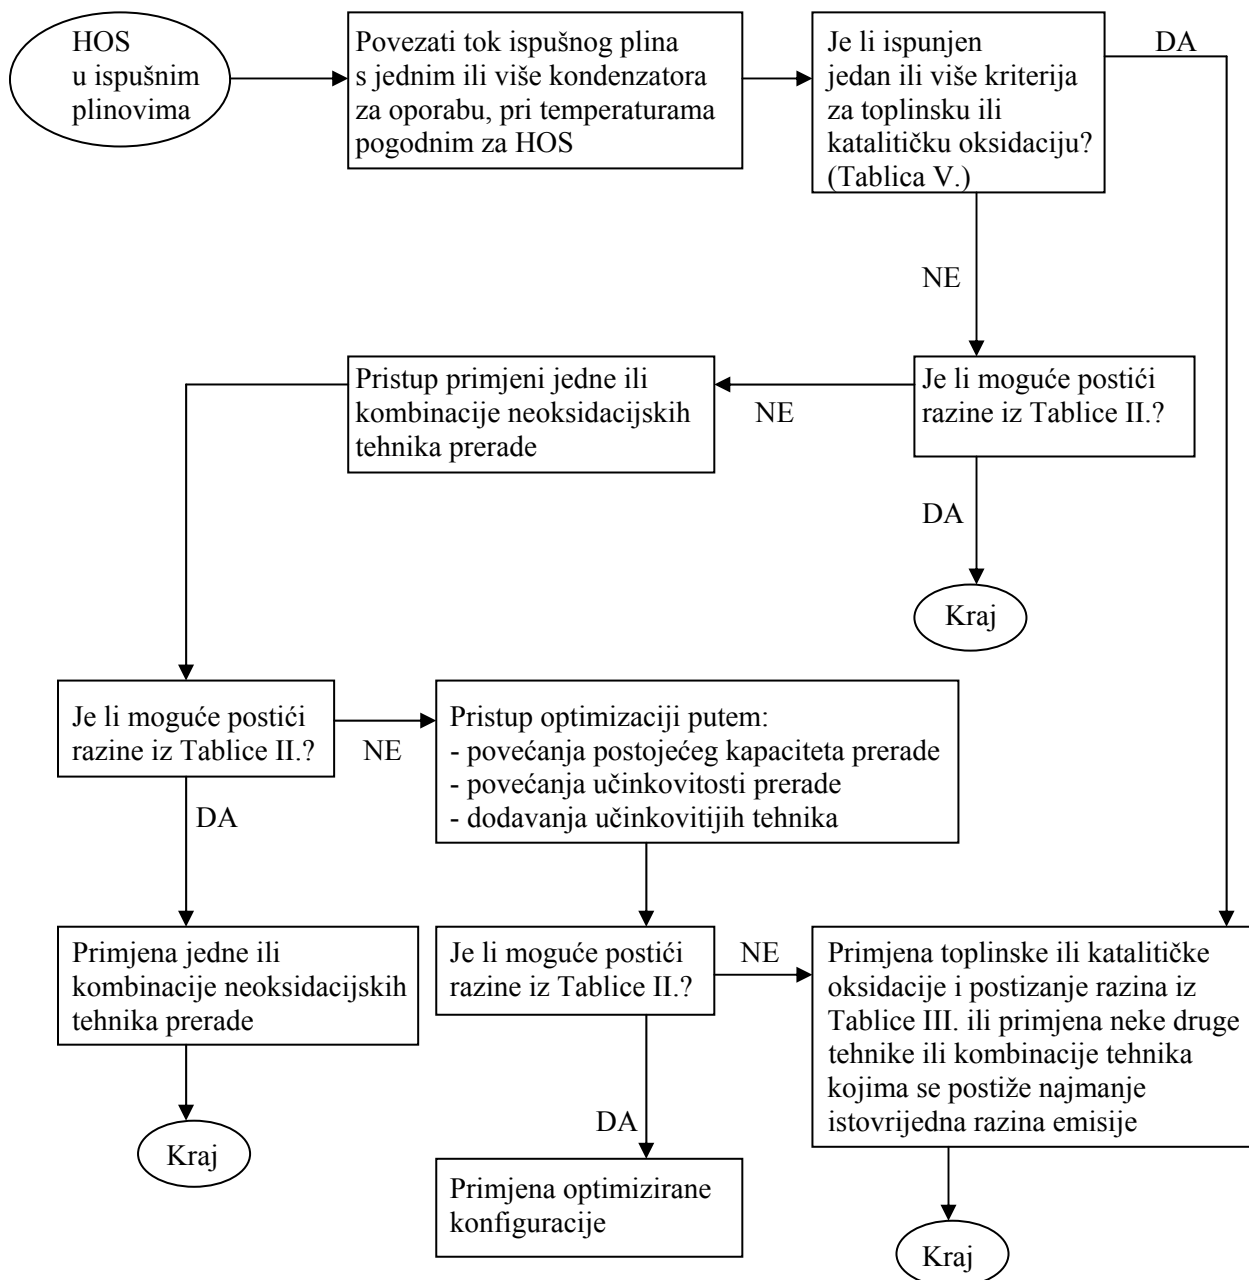 HOS
u ispušnim
plinovima
Povezati tok ispušnog plina
s jednim ili više kondenzatora
za oporabu, pri temperaturama
pogodnim za HOS
Je li ispunjen
jedan ili više kriterija
za toplinsku ili
katalitičku oksidaciju?
(Tablica V.)
DA
NE
Je li moguće postići
razine iz Tablice II.?
NE
Pristup primjeni jedne ili
kombinacije neoksidacijskih
tehnika prerade
DA
Kraj
Je li moguće postići
razine iz Tablice II.?
NE
Pristup optimizaciji putem:
- povećanja postojećeg kapaciteta prerade
- povećanja učinkovitosti prerade
- dodavanja učinkovitijih tehnika
DA
Primjena jedne ili
kombinacije neoksidacijskih
tehnika prerade
Kraj
Je li moguće postići
razine iz Tablice II.?
NE
Primjena toplinske ili katalitičke
oksidacije i postizanje razina iz
Tablice III. ili primjena neke druge
tehnike ili kombinacije tehnika
kojima se postiže najmanje
istovrijedna razina emisije
DA
Primjena optimizirane
konfiguracije
Kraj